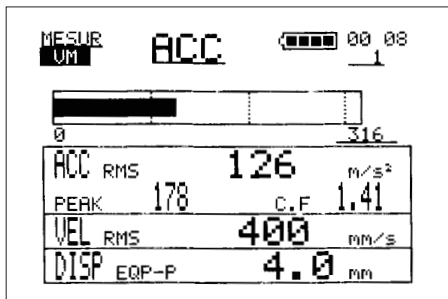 MESUR ACC 00 08
VM 1
0 316
ACC RMS 126 m/s²
PEAK 178 C.F 1.41
VEL RMS 400 mm/s
DISP EQP-P 4.0 mm